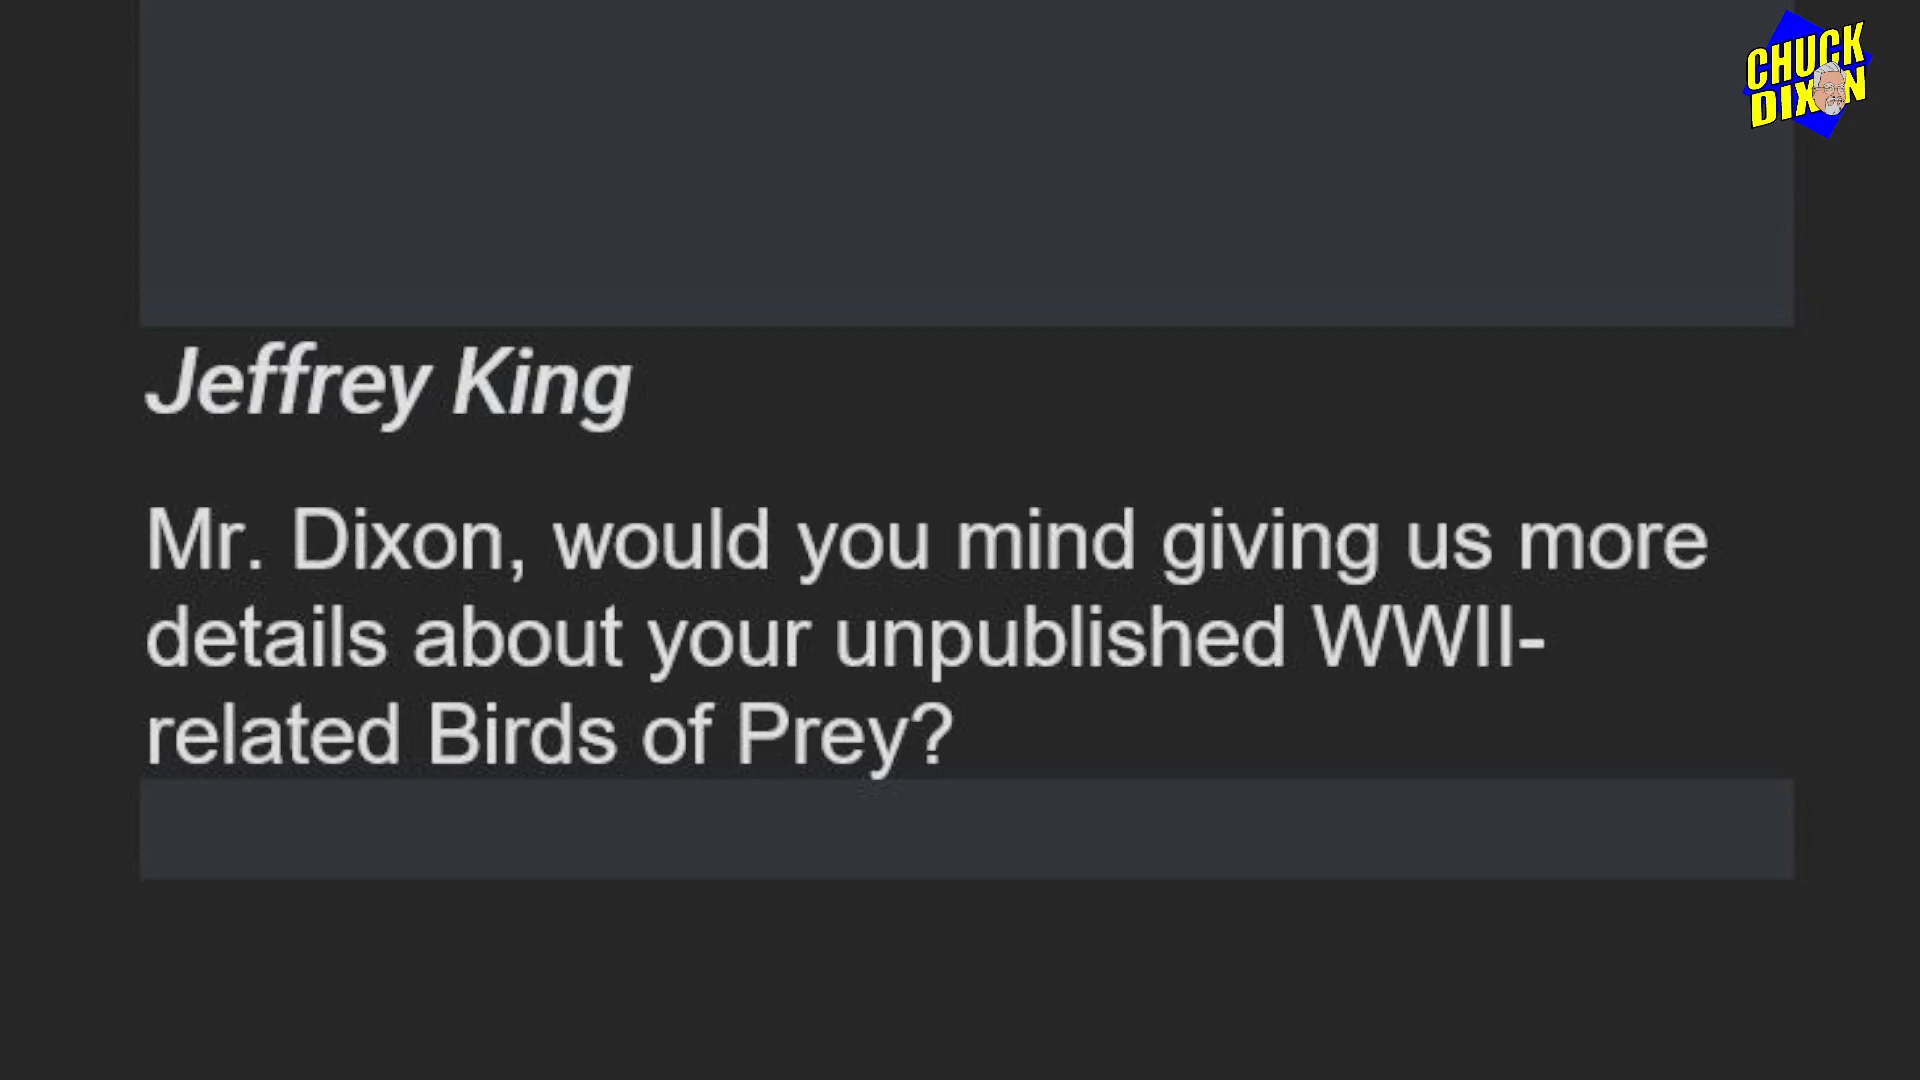 CHUCK
DIXON
Jeffrey King
Mr. Dixon, would you mind giving us more
details about your unpublished WWII-
related Birds of Prey?